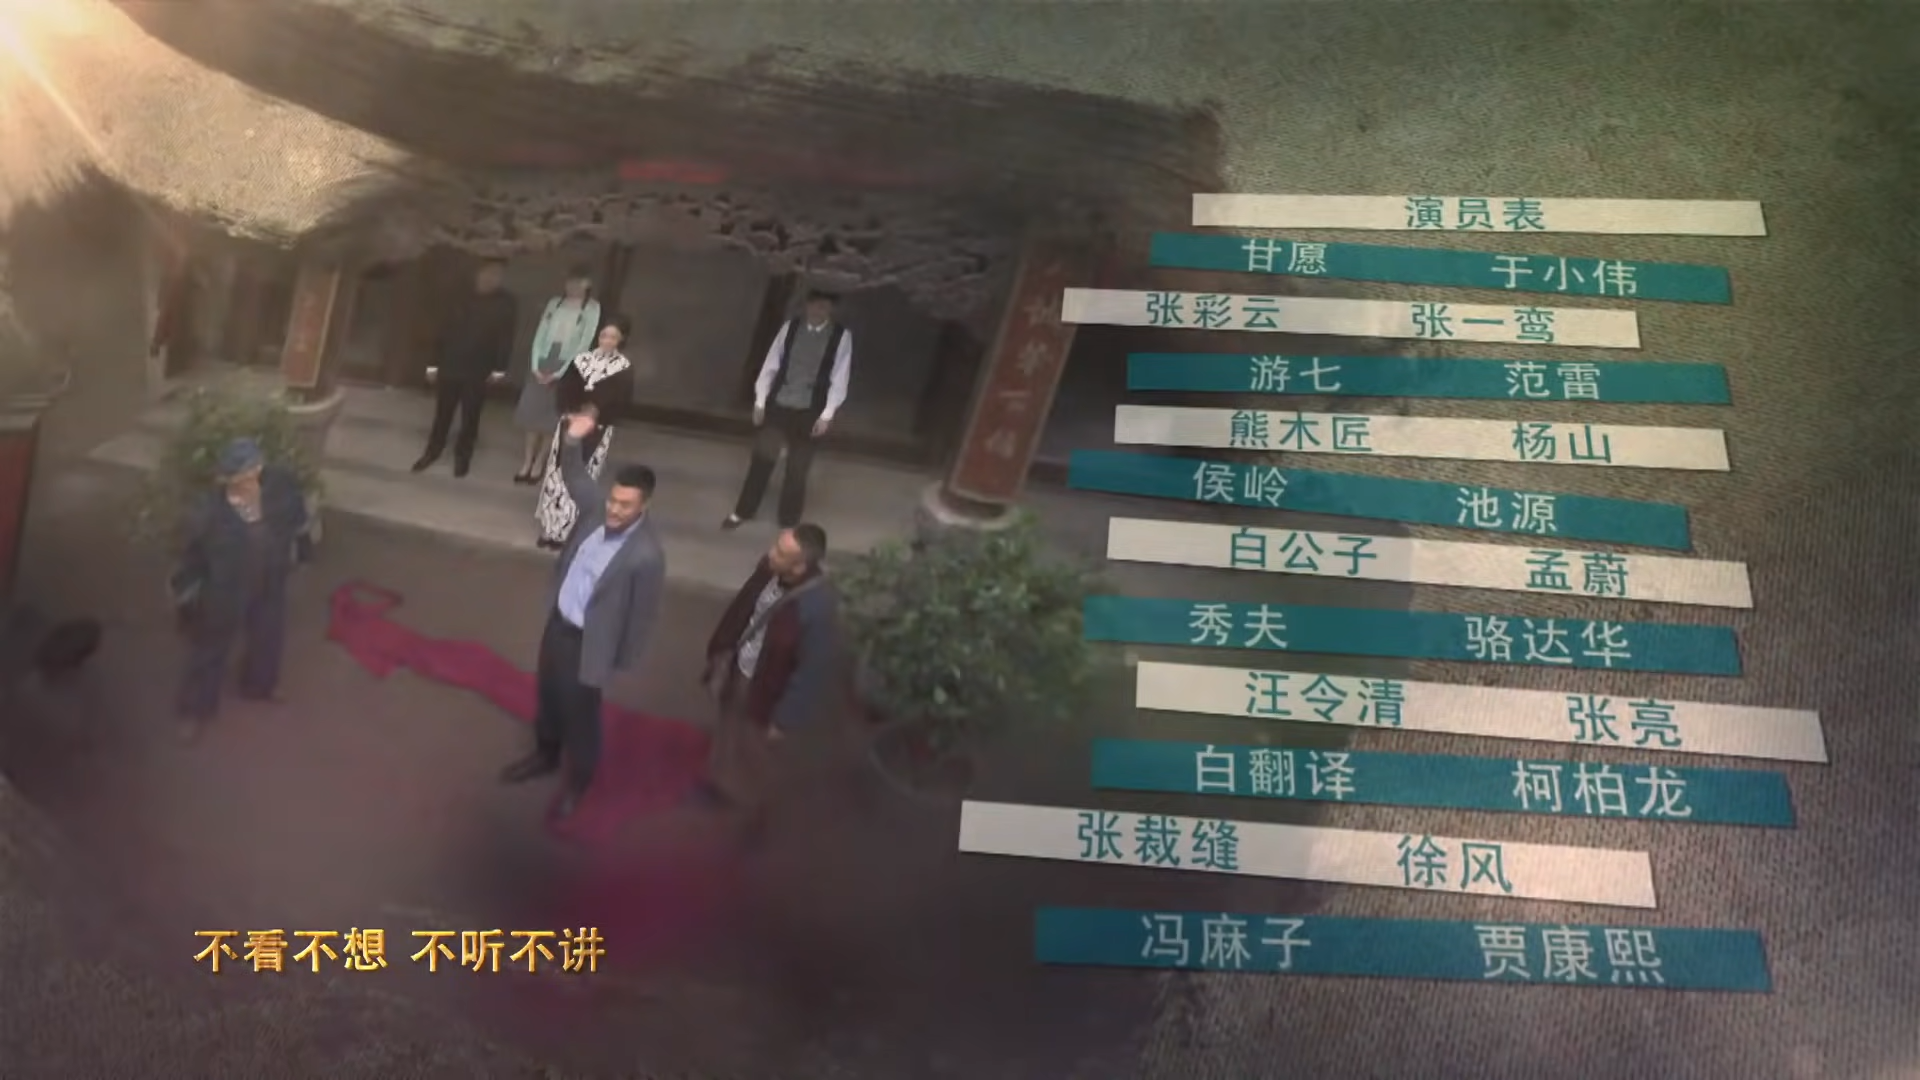 演员表
甘愿 于小伟
张彩云 张一鸾
游七 范雷
熊木匠 杨山
侯岭 池源
白公子 孟蔚
秀夫 骆达华
汪令清 张亮
白翻译 柯柏龙
张裁缝 徐风
冯麻子 贾康熙
不看不想 不听不讲